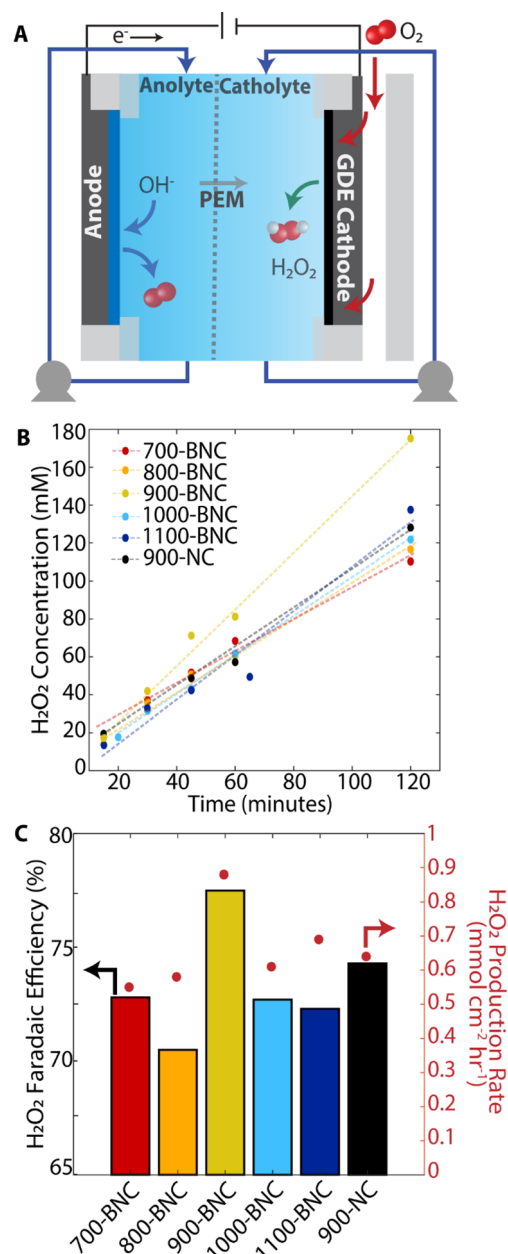 A
e⁻
O₂
Anolyte Catholyte
Anode
OH⁻
PEM
H₂O₂
GDE Cathode
B
H₂O₂ Concentration (mM)
180
160
140
120
100
80
60
40
20
0
700-BNC
800-BNC
900-BNC
1000-BNC
1100-BNC
900-NC
20 40 60 80 100 120
Time (minutes)
C
H₂O₂ Faradaic Efficiency (%)
80
75
70
65
1
0.9
0.8
0.7
0.6
0.5
0.4
0.3
0.2
0.1
0
H₂O₂ Production Rate
(mmol cm⁻² hr⁻¹)
700-BNC
800-BNC
900-BNC
1000-BNC
1100-BNC
900-NC